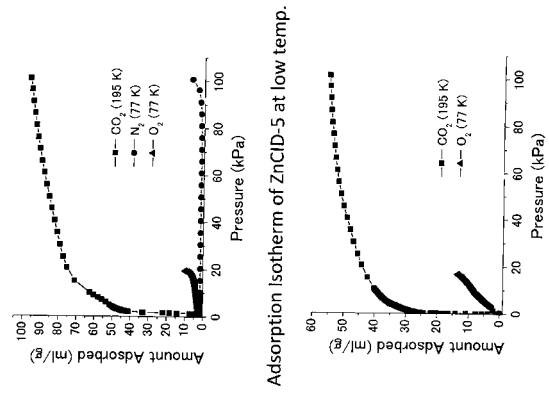 Amount Adsorbed (ml/g)
100
90
80
70
60
50
40
30
20
10
0
CO2 (195 K)
N2 (77 K)
O2 (77 K)
0 20 40 60 80 100
Pressure (kPa)
Adsorption Isotherm of ZnCID-5 at low temp.
Amount Adsorbed (ml/g)
60
50
40
30
20
10
0
CO2 (195 K)
O2 (77 K)
0 20 40 60 80 100
Pressure (kPa)